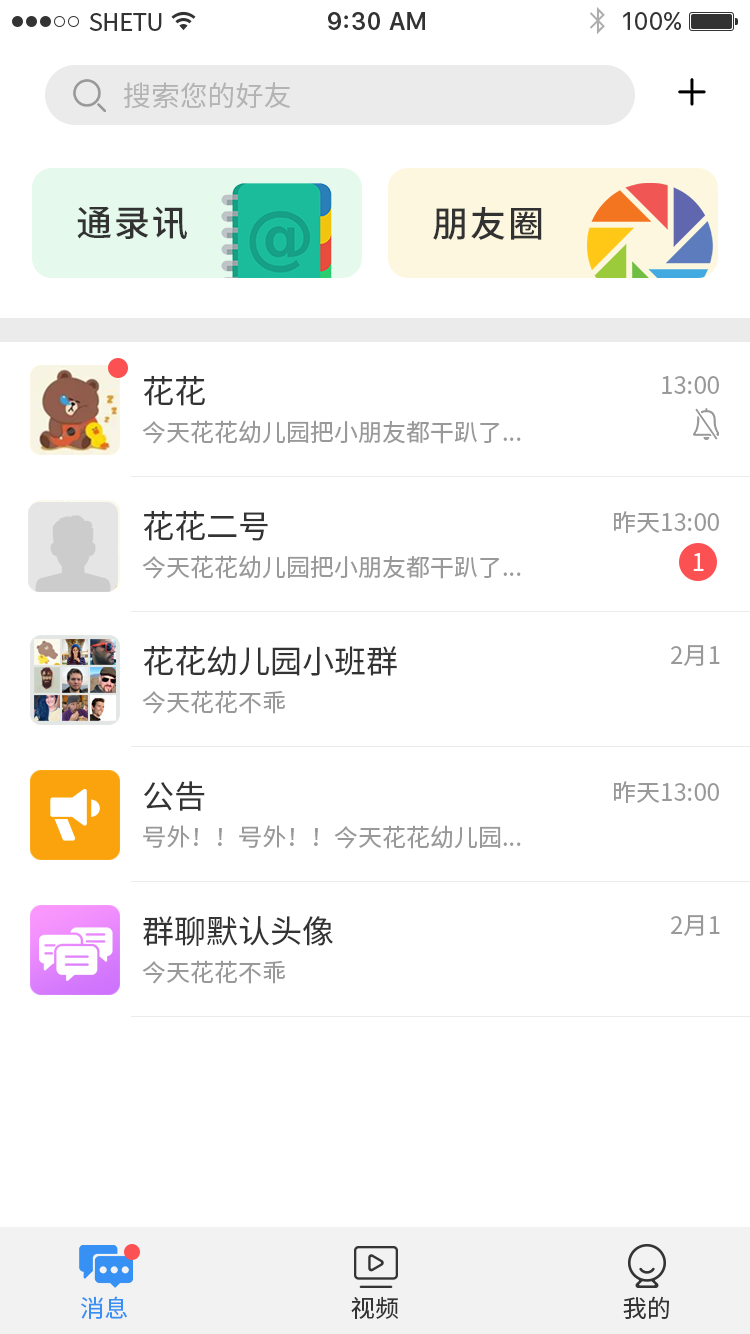 SHETU
9:30 AM
100%
搜索您的好友
通录讯
@
朋友圈
花花
13:00
今天花花幼儿园把小朋友都干趴了...
花花二号
昨天13:00
今天花花幼儿园把小朋友都干趴了...
1
花花幼儿园小班群
2月1
今天花花不乖
公告
昨天13:00
号外！！号外！！今天花花幼儿园...
群聊默认头像
2月1
今天花花不乖
消息
视频
我的